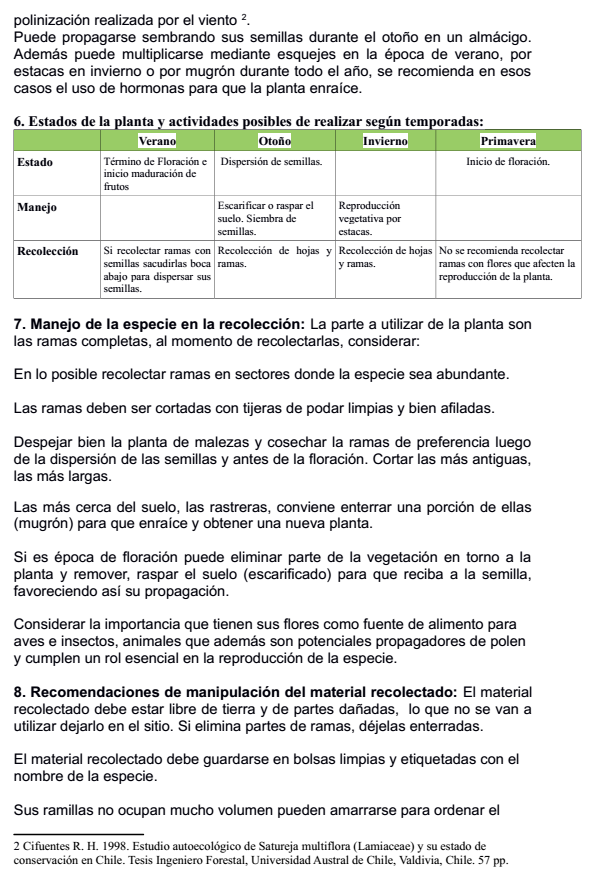 polinización realizada por el viento 2.
Puede propagarse sembrando sus semillas durante el otoño en un almácigo.
Además puede multiplicarse mediante esquejes en la época de verano, por
estacas en invierno o por mugrón durante todo el año, se recomienda en esos
casos el uso de hormonas para que la planta enraíce.
6. Estados de la planta y actividades posibles de realizar según temporadas:
Verano Otoño Invierno Primavera
Estado
Término de Floración e
inicio maduración de
frutos
Dispersión de semillas.
Inicio de floración.
Manejo
Escarificar o raspar el
suelo. Siembra de
semillas.
Reproducción
vegetativa por
estacas.
Recolección
Si recolectar ramas con
semillas sacudirlas boca
abajo para dispersar sus
semillas.
Recolección de hojas y
ramas.
Recolección de hojas
y ramas.
No se recomienda recolectar
ramas con flores que afecten la
reproducción de la planta.
7. Manejo de la especie en la recolección: La parte a utilizar de la planta son
las ramas completas, al momento de recolectarlas, considerar:
En lo posible recolectar ramas en sectores donde la especie sea abundante.
Las ramas deben ser cortadas con tijeras de podar limpias y bien afiladas.
Despejar bien la planta de malezas y cosechar la ramas de preferencia luego
de la dispersión de las semillas y antes de la floración. Cortar las más antiguas,
las más largas.
Las más cerca del suelo, las rastreras, conviene enterrar una porción de ellas
(mugrón) para que enraíce y obtener una nueva planta.
Si es época de floración puede eliminar parte de la vegetación en torno a la
planta y remover, raspar el suelo (escarificado) para que reciba a la semilla,
favoreciendo así su propagación.
Considerar la importancia que tienen sus flores como fuente de alimento para
aves e insectos, animales que además son potenciales propagadores de polen
y cumplen un rol esencial en la reproducción de la especie.
8. Recomendaciones de manipulación del material recolectado: El material
recolectado debe estar libre de tierra y de partes dañadas, lo que no se van a
utilizar dejarlo en el sitio. Si elimina partes de ramas, déjelas enterradas.
El material recolectado debe guardarse en bolsas limpias y etiquetadas con el
nombre de la especie.
Sus ramillas no ocupan mucho volumen pueden amarrarse para ordenar el
2 Cifuentes R. H. 1998. Estudio autoecológico de Satureja multiflora (Lamiaceae) y su estado de
conservación en Chile. Tesis Ingeniero Forestal, Universidad Austral de Chile, Valdivia, Chile. 57 pp.